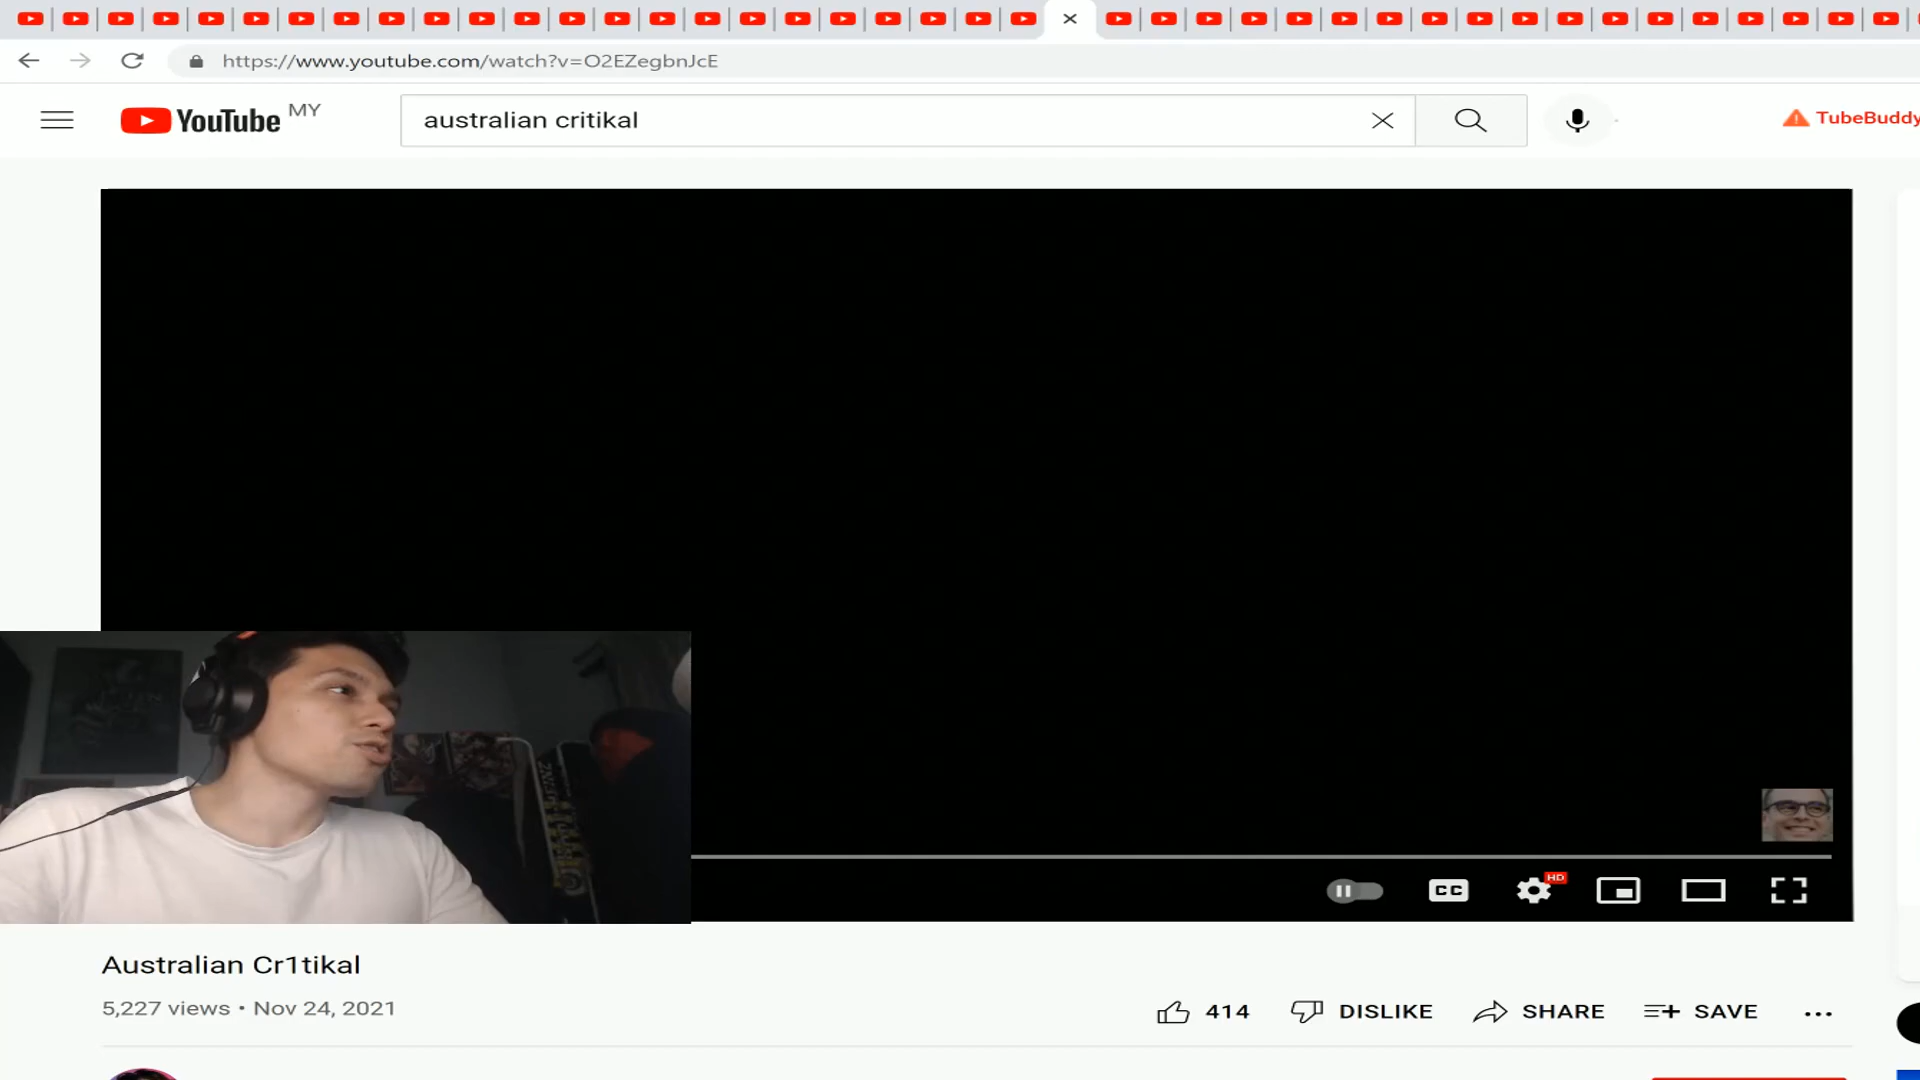 https://www.youtube.com/watch?v=O2EZegbnJcE
YouTube MY
australian critikal
TubeBuddy
CC
HD
Australian Cr1tikal
5,227 views • Nov 24, 2021
414
DISLIKE
SHARE
SAVE